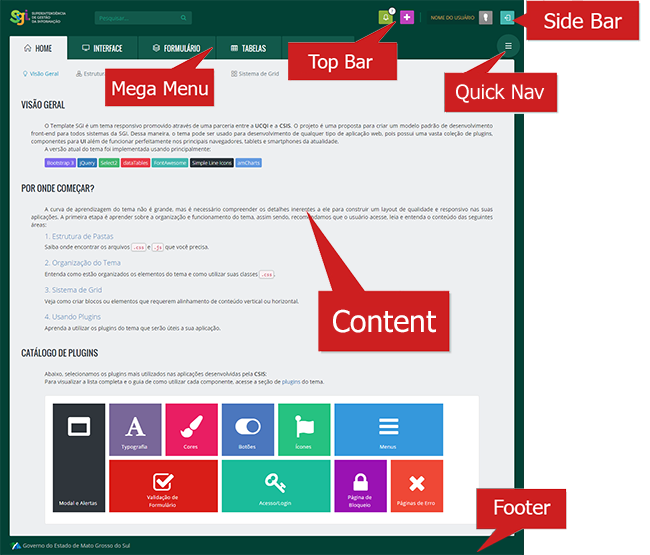 sgi SUPERINTENDÊNCIA
DE GESTÃO
DA INFORMAÇÃO
Pesquisar...
NOME DO USUÁRIO
Side Bar
HOME
INTERFACE
FORMULÁRIO
TABELAS
Top Bar
Mega Menu
Quick Nav
Visão Geral
Estrutura
Sistema de Grid
VISÃO GERAL
O Template SGI é um tema responsivo promovido através de uma parceria entre a UCQI e a CSIS. O projeto é uma proposta para criar um modelo padrão de desenvolvimento
front-end para todos sistemas da SGI. Dessa maneira, o tema pode ser usado para desenvolvimento de qualquer tipo de aplicação web, pois possui uma vasta coleção de plugins,
componentes para UI além de funcionar perfeitamente nos principais navegadores, tablets e smartphones da atualidade.
A versão atual do tema foi implementada usando principalmente:
Bootstrap 3 jQuery Select2 dataTables FontAwesome Simple Line Icons amCharts
POR ONDE COMEÇAR?
A curva de aprendizado do tema não é grande, mas é necessário compreender os detalhes inerentes a ele para construir um layout de qualidade e responsivo nas suas
aplicações. A primeira etapa é aprender sobre a organização e funcionamento do tema, assim sendo, recomendamos que o usuário acesse, leia e entenda o conteúdo das seguintes
áreas:
1. Estrutura de Pastas
Saiba onde encontrar os arquivos .css e .js que você precisa.
2. Organização do Tema
Entenda como estão organizados os elementos do tema e como utilizar suas classes .css.
3. Sistema de Grid
Veja como criar blocos ou elementos que requerem alinhamento de conteúdo vertical ou horizontal.
4. Usando Plugins
Aprenda a utilizar os plugins do tema que serão úteis a sua aplicação.
Content
CATÁLOGO DE PLUGINS
Abaixo, selecionamos os plugins mais utilizados nas aplicações desenvolvidas pela CSIS:
Para visualizar a lista completa e o guia de como utilizar cada componente, acesse a seção de plugins do tema.
Tipografia
Cores
Botões
Ícones
Menus
Modal e Alertas
Validação de
Formulário
Acesso/Login
Página de
Bloqueio
Páginas de Erro
Footer
Governo do Estado de Mato Grosso do Sul